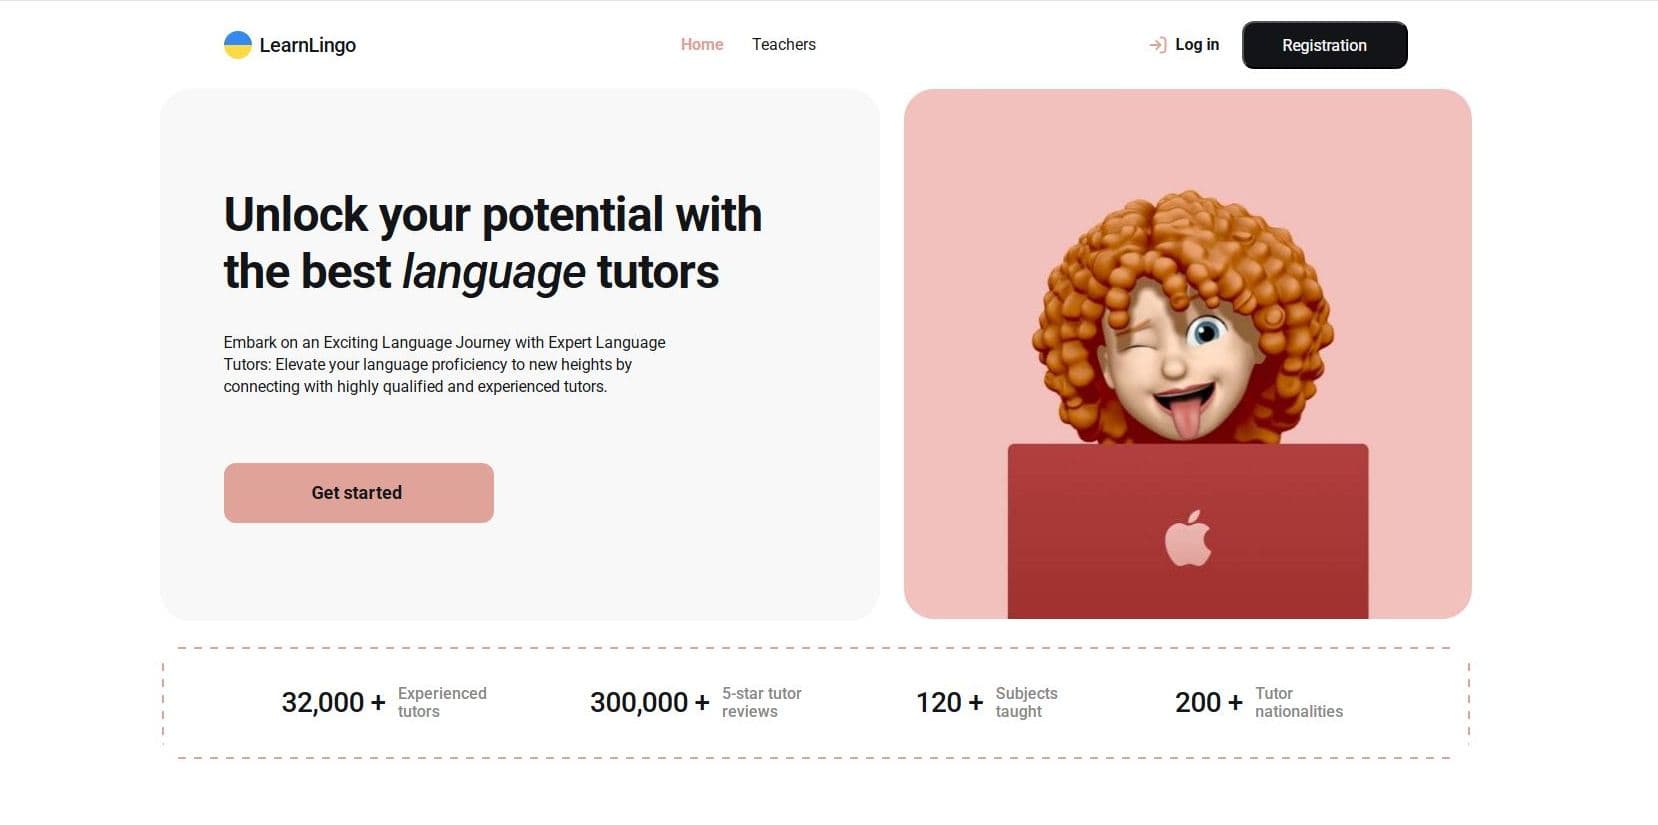 LearnLingo
Home
Teachers
Log in
Registration
Unlock your potential with
the best language tutors
Embark on an Exciting Language Journey with Expert Language
Tutors: Elevate your language proficiency to new heights by
connecting with highly qualified and experienced tutors.
Get started
32,000 +
Experienced
tutors
300,000 +
5-star tutor
reviews
120 +
Subjects
taught
200 +
Tutor
nationalities